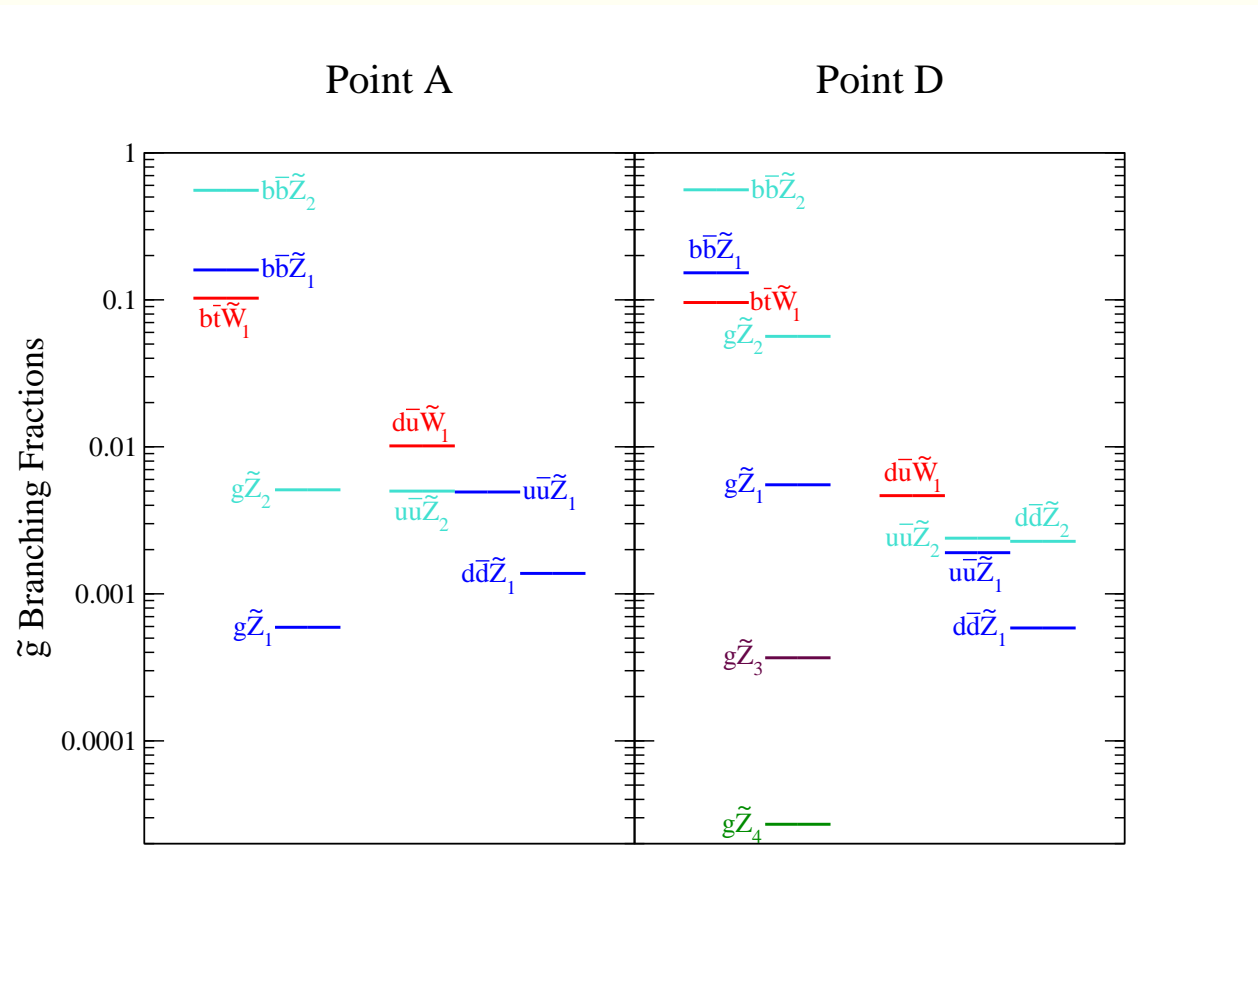 Point A
Point D
g̃ Branching Fractions
1
0.1
0.01
0.001
0.0001
bb̄Z̃₂
bb̄Z̃₁
bt̄W̃₁
dūW̃₁
gZ̃₂
uūZ̃₂
uūZ̃₁
dd̄Z̃₁
gZ̃₁
bb̄Z̃₂
bb̄Z̃₁
bt̄W̃₁
gZ̃₂
gZ̃₁
dūW̃₁
uūZ̃₂
dd̄Z̃₂
uūZ̃₁
dd̄Z̃₁
gZ̃₃
gZ̃₄